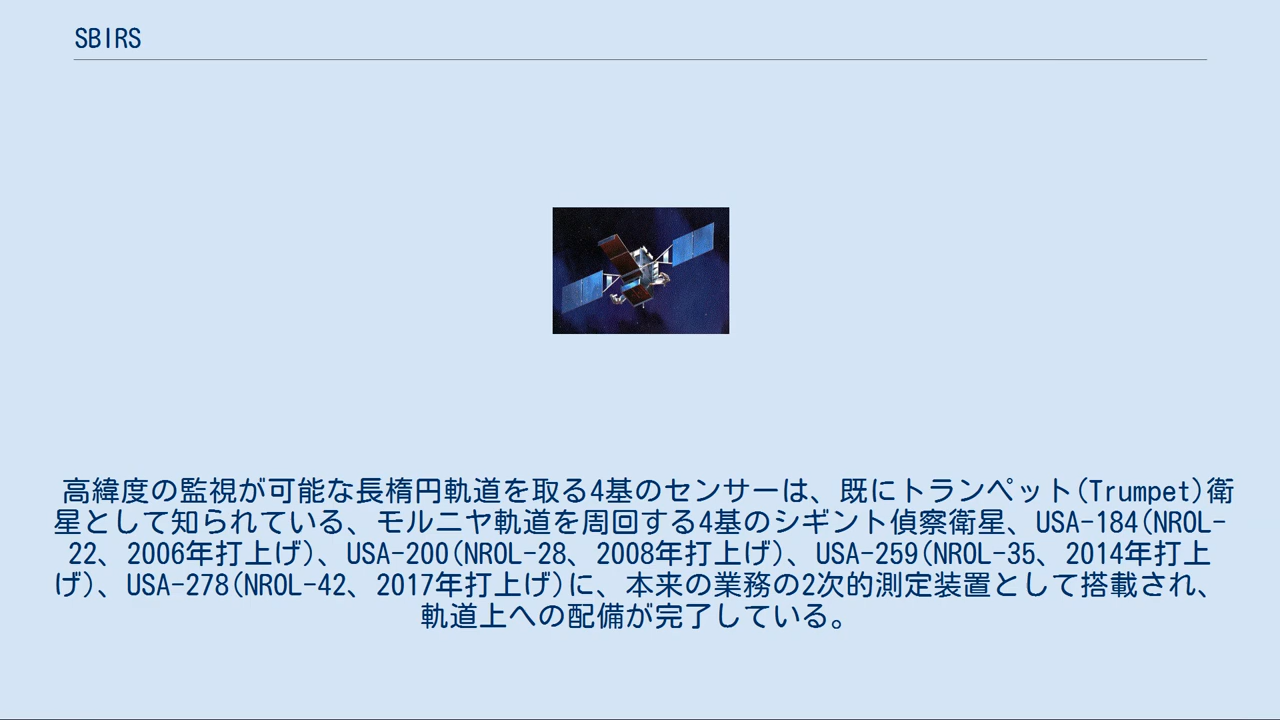 SBIRS
高緯度の監視が可能な長楕円軌道を取る4基のセンサーは、既にトランペット(Trumpet)衛
星として知られている、モルニヤ軌道を周回する4基のシギント偵察衛星、USA-184(NROL-
22、2006年打上げ)、USA-200(NROL-28、2008年打上げ)、USA-259(NROL-35、2014年打上
げ)、USA-278(NROL-42、2017年打上げ)に、本来の業務の2次的測定装置として搭載され、
軌道上への配備が完了している。